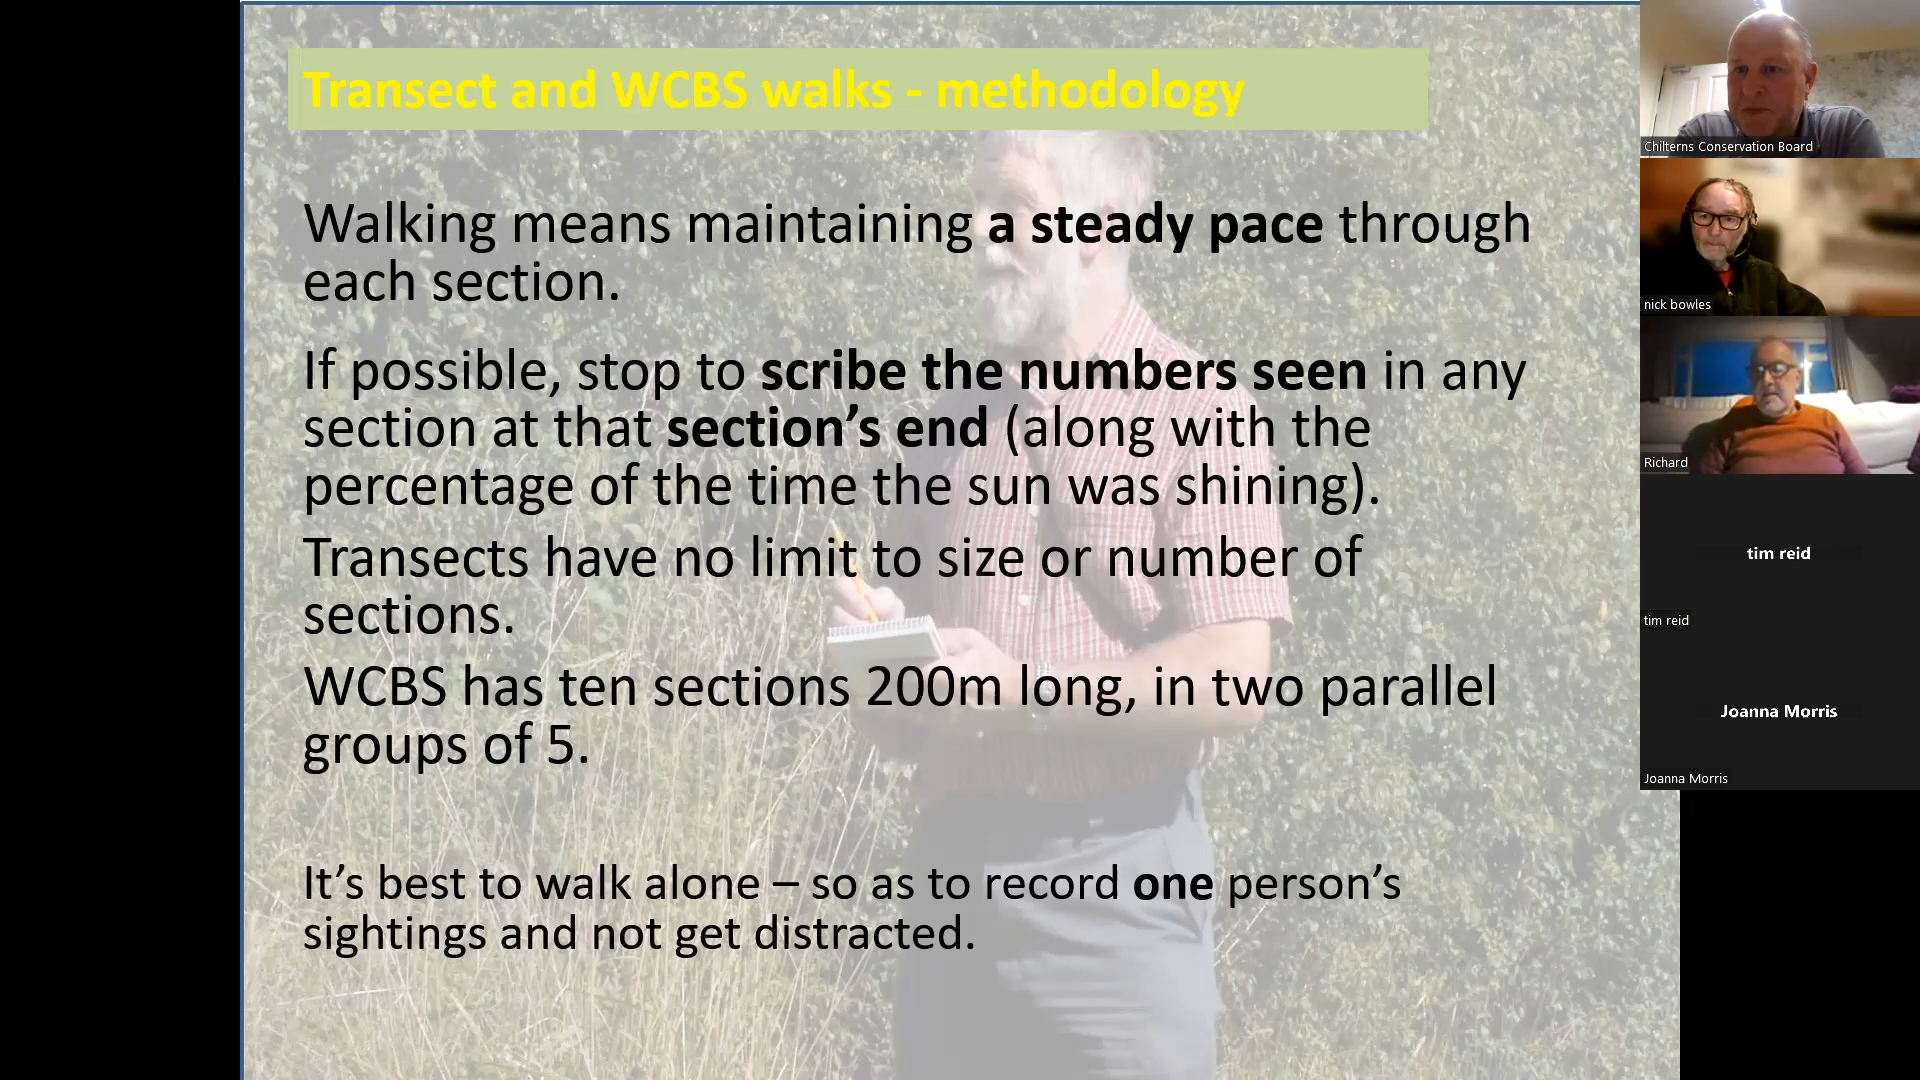 Transect and WCBS walks - methodology
Walking means maintaining a steady pace through
each section.
If possible, stop to scribe the numbers seen in any
section at that section’s end (along with the
percentage of the time the sun was shining).
Transects have no limit to size or number of
sections.
WCBS has ten sections 200m long, in two parallel
groups of 5.
It’s best to walk alone – so as to record one person’s
sightings and not get distracted.
Chilterns Conservation Board
nick bowles
Richard
tim reid
tim reid
Joanna Morris
Joanna Morris